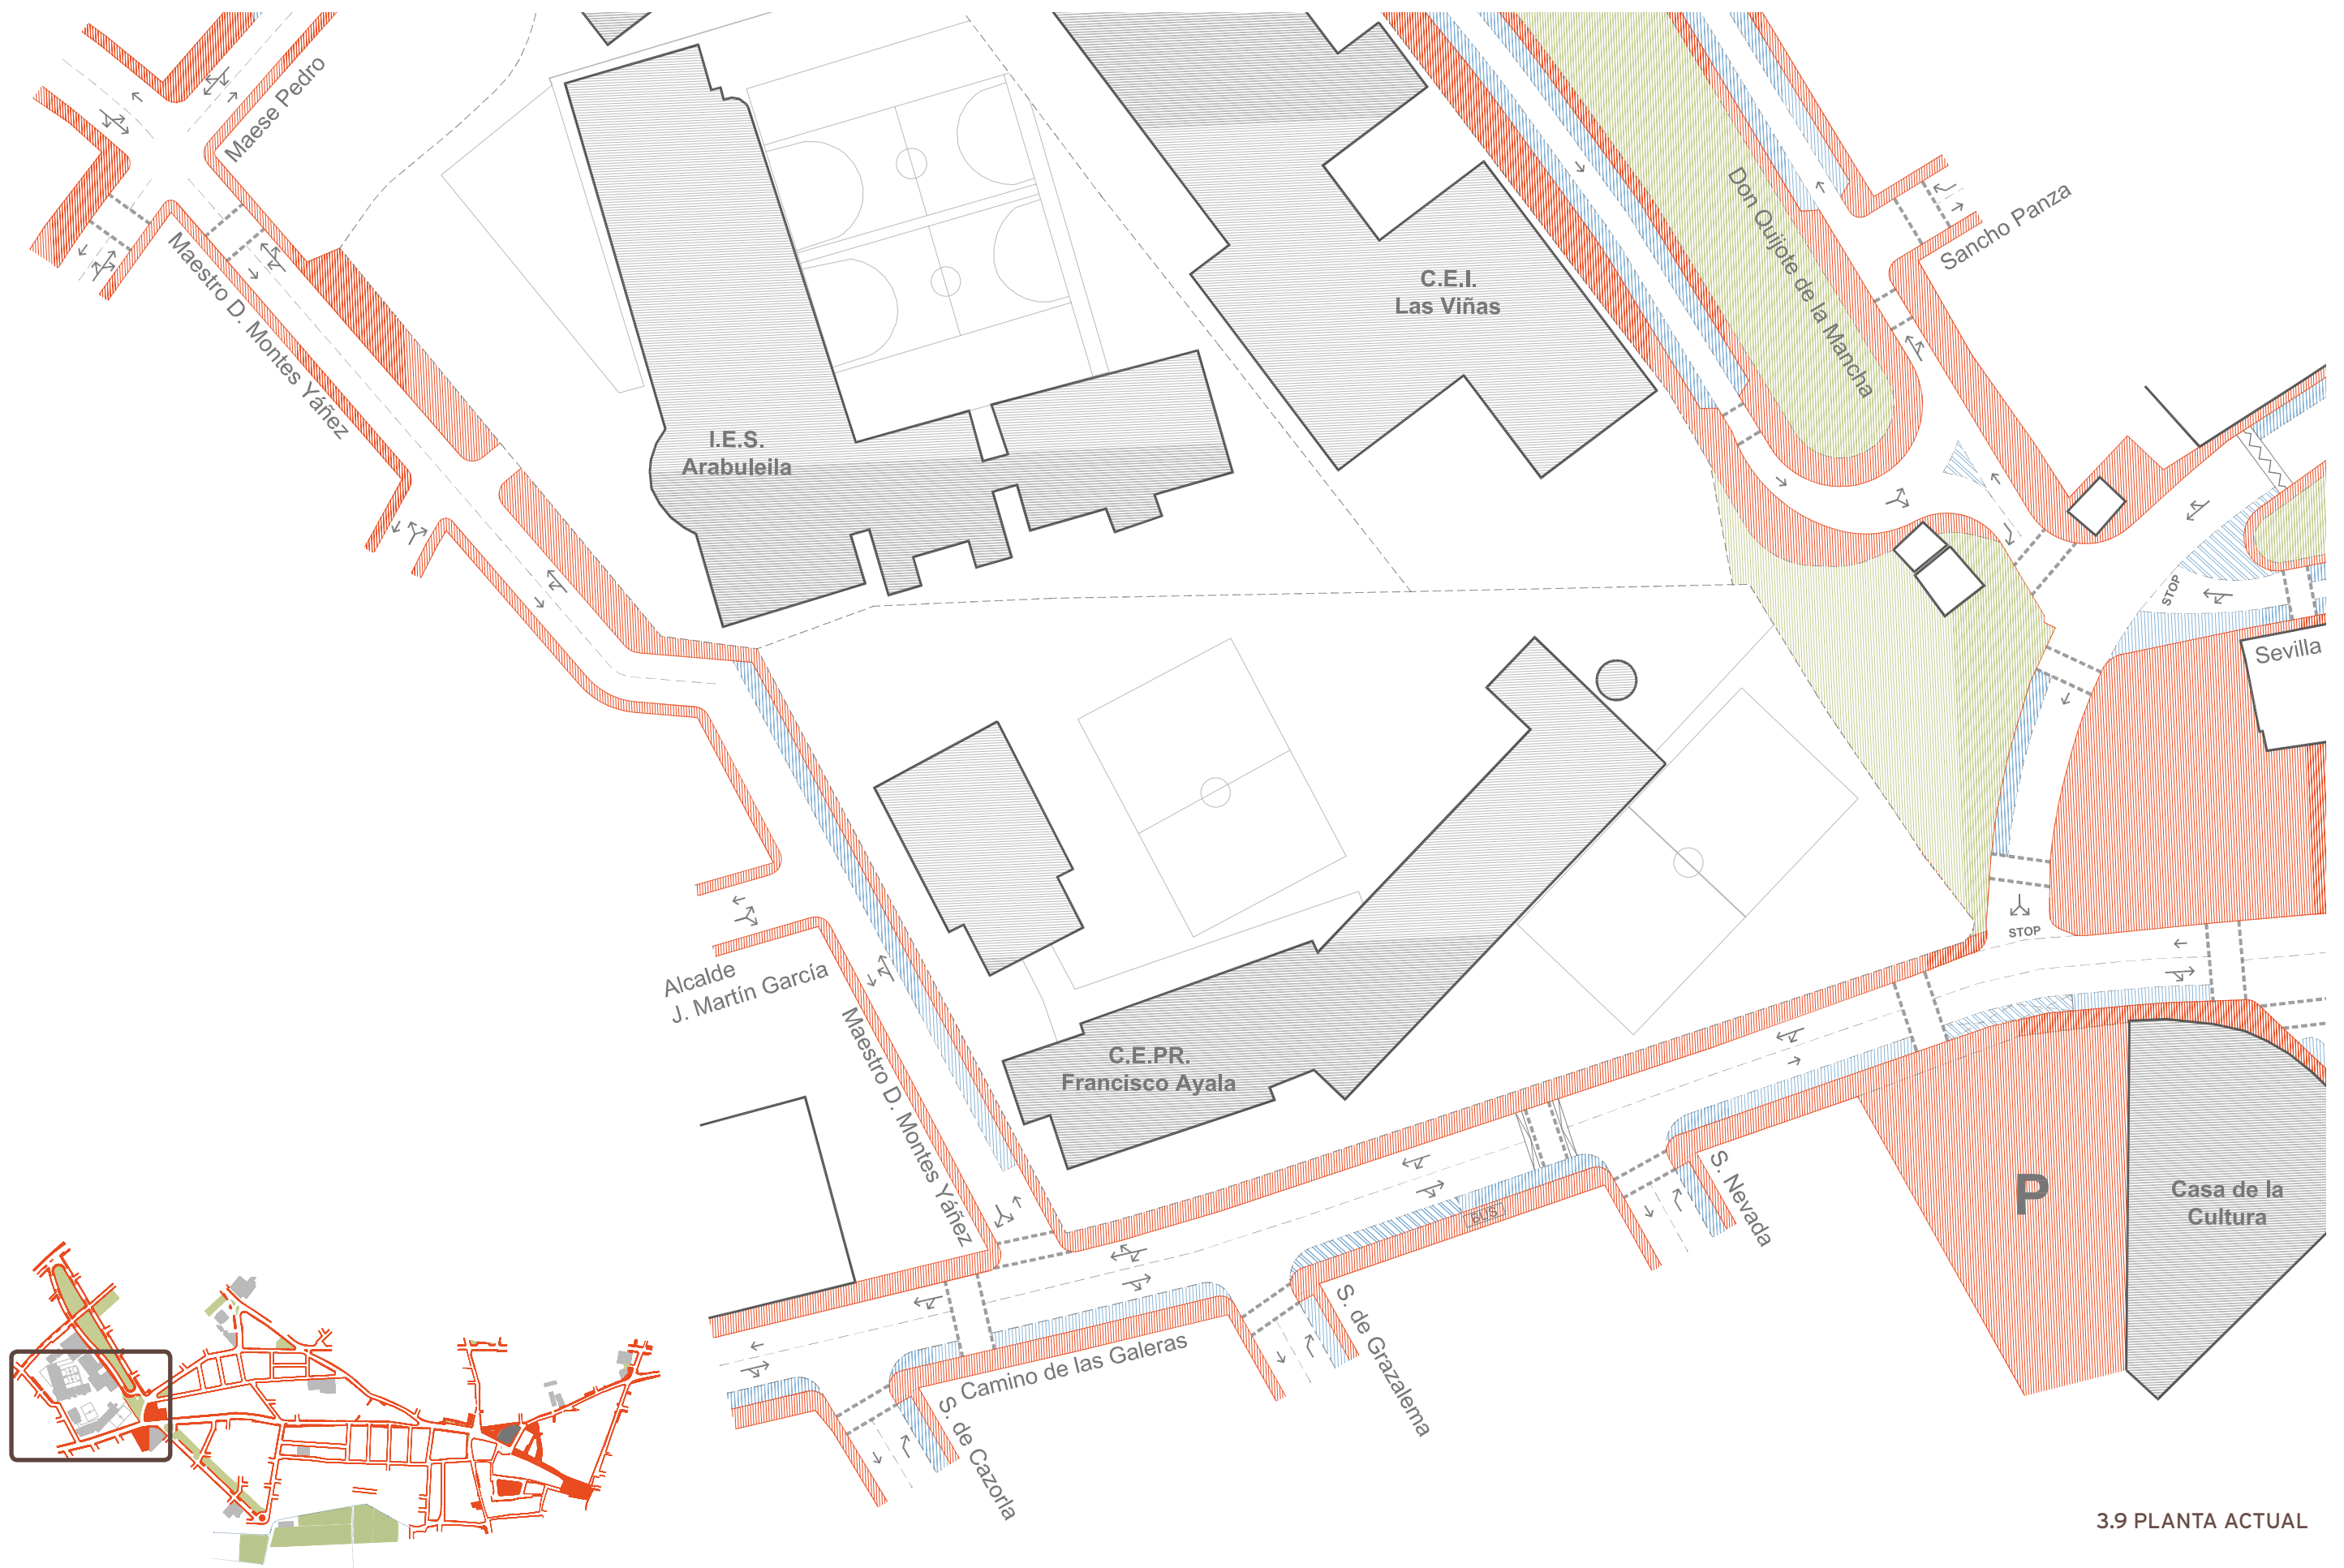 Maese Pedro
Maestro D. Montes Yáñez
Don Quijote de la Mancha
Sancho Panza
C.E.I.
Las Viñas
I.E.S.
Arabuleila
STOP
Sevilla
STOP
Alcalde
J. Martín García
Maestro D. Montes Yáñez
C.E.PR.
Francisco Ayala
BUS
S. Nevada
P
Casa de la
Cultura
S. de Grazalema
Camino de las Galeras
S. de Cazorla
3.9 PLANTA ACTUAL